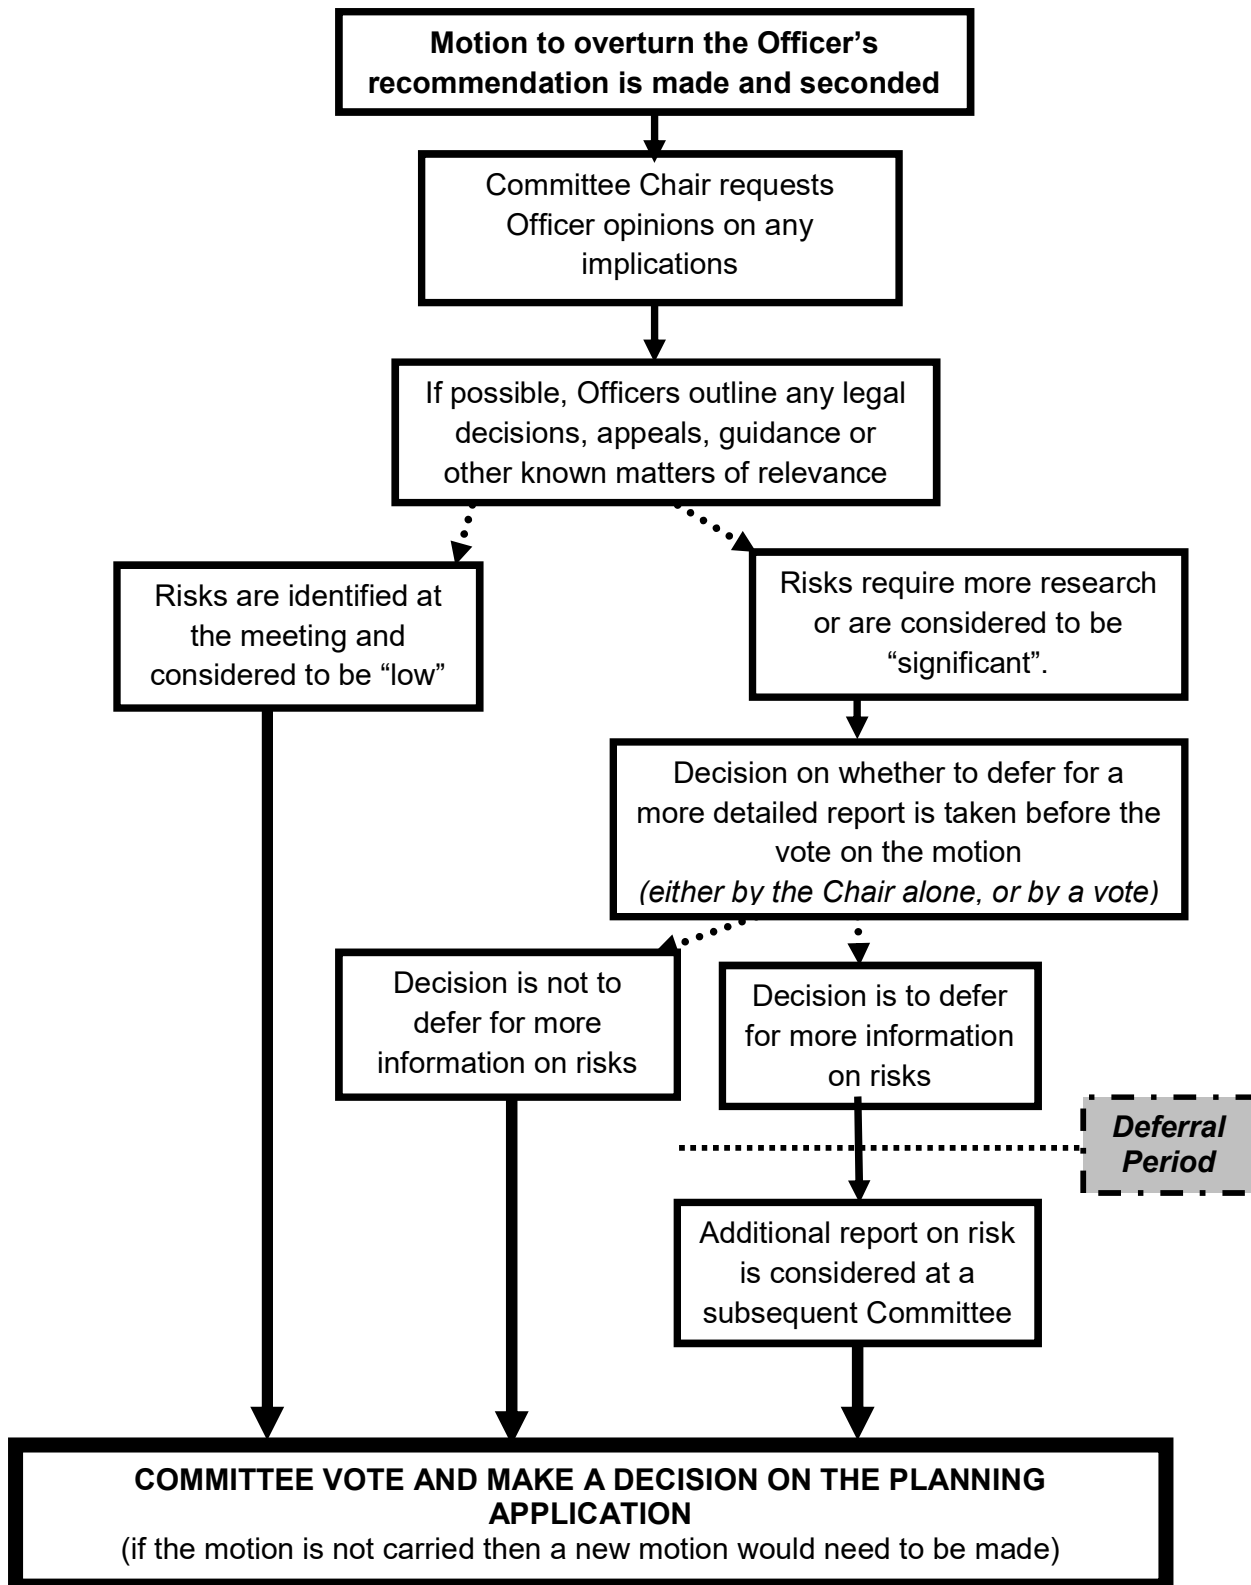 Motion to overturn the Officer’s
recommendation is made and seconded
Committee Chair requests
Officer opinions on any
implications
If possible, Officers outline any legal
decisions, appeals, guidance or
other known matters of relevance
Risks are identified at
the meeting and
considered to be “low”
Risks require more research
or are considered to be
“significant”.
Decision on whether to defer for a
more detailed report is taken before the
vote on the motion
(either by the Chair alone, or by a vote)
Decision is not to
defer for more
information on risks
Decision is to defer
for more information
on risks
Deferral
Period
Additional report on risk
is considered at a
subsequent Committee
COMMITTEE VOTE AND MAKE A DECISION ON THE PLANNING
APPLICATION
(if the motion is not carried then a new motion would need to be made)